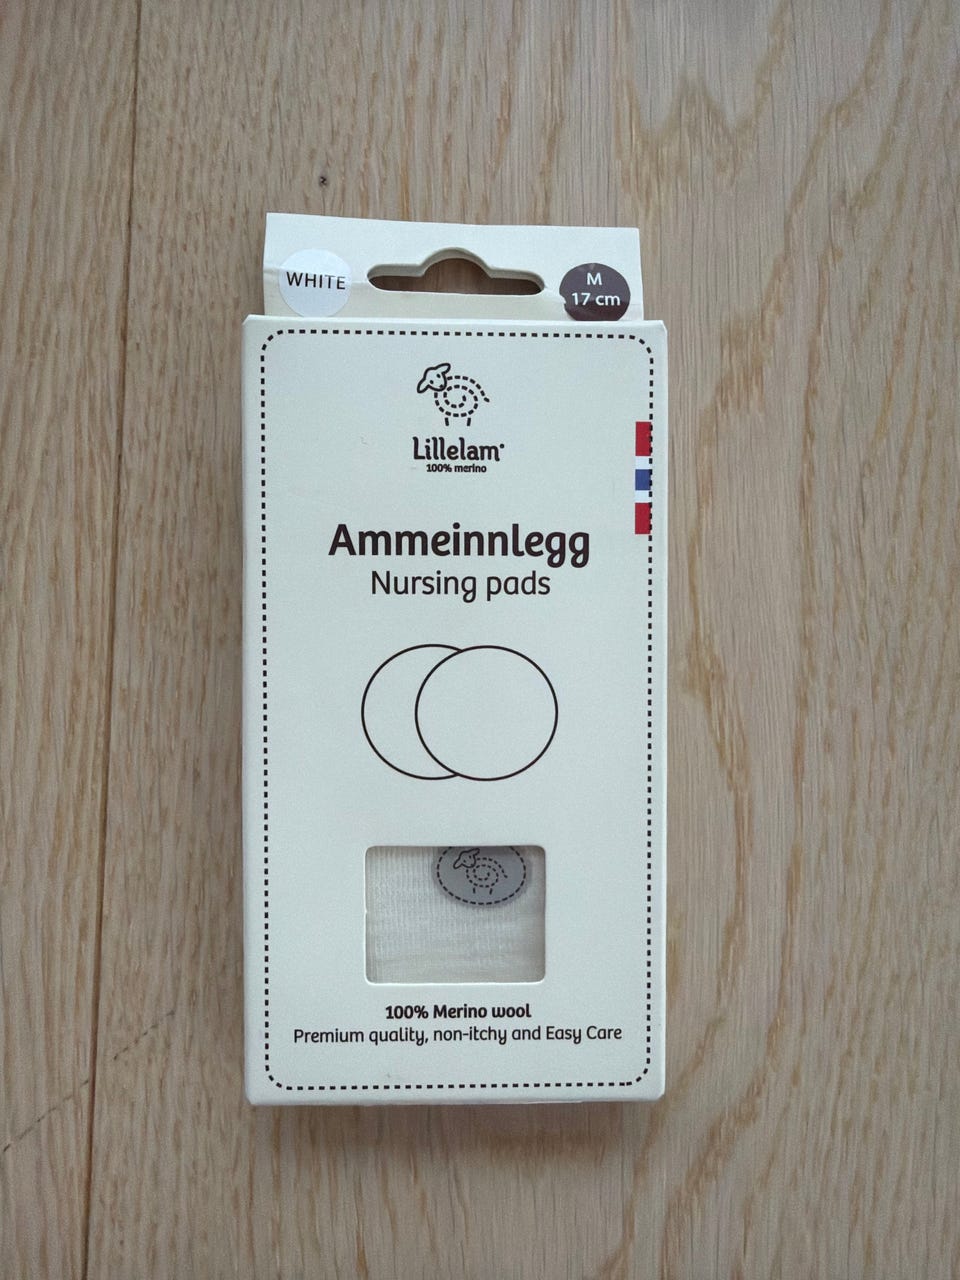 WHITE
M
17 cm
Lillelam
100% merino
Ammeinnlegg
Nursing pads
100% Merino wool
Premium quality, non-itchy and Easy Care